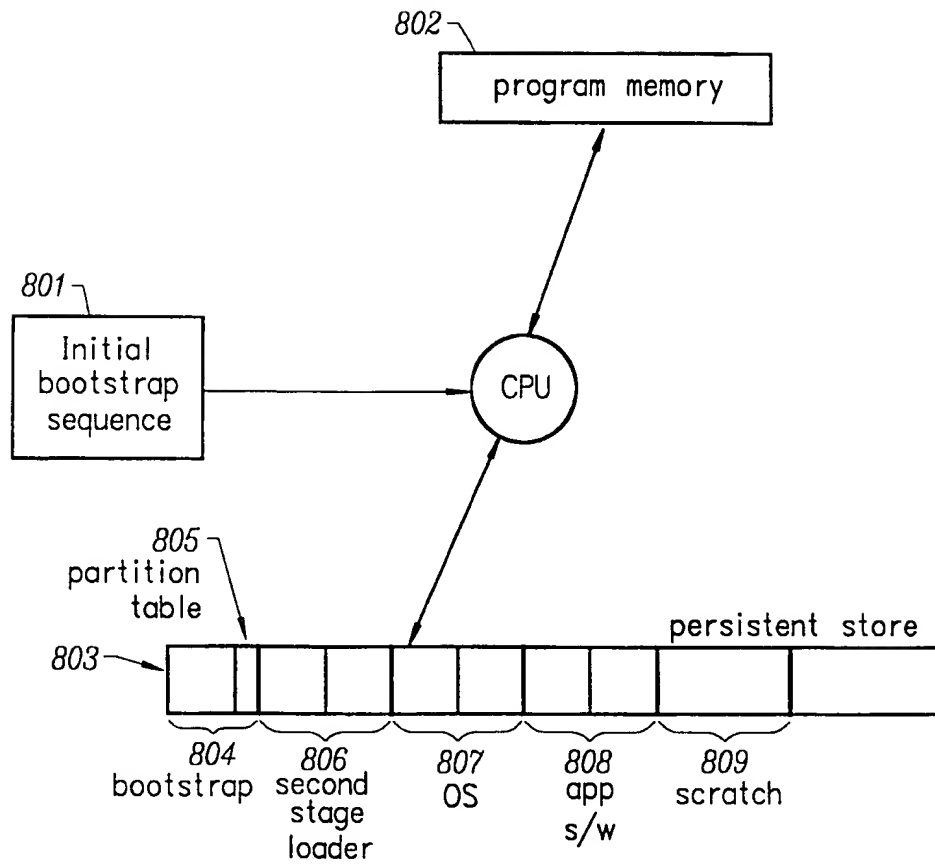 802
program memory
801
Initial
bootstrap
sequence
CPU
805
partition
table
persistent store
803
804
bootstrap
806
second
stage
loader
807
OS
808
app
s/w
809
scratch